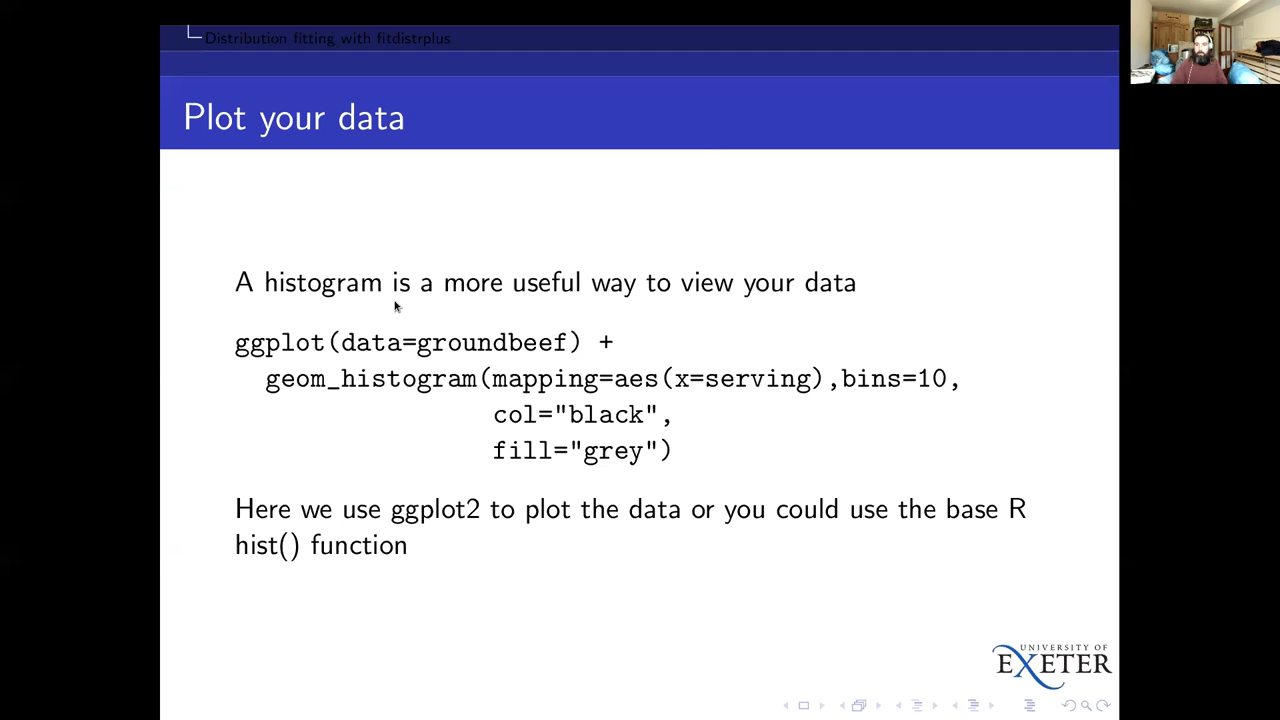 Distribution fitting with fitdistrplus
Plot your data
A histogram is a more useful way to view your data
ggplot(data=groundbeef) +
geom_histogram(mapping=aes(x=serving),bins=10,
col="black",
fill="grey")
Here we use ggplot2 to plot the data or you could use the base R
hist() function
UNIVERSITY OF
EXETER